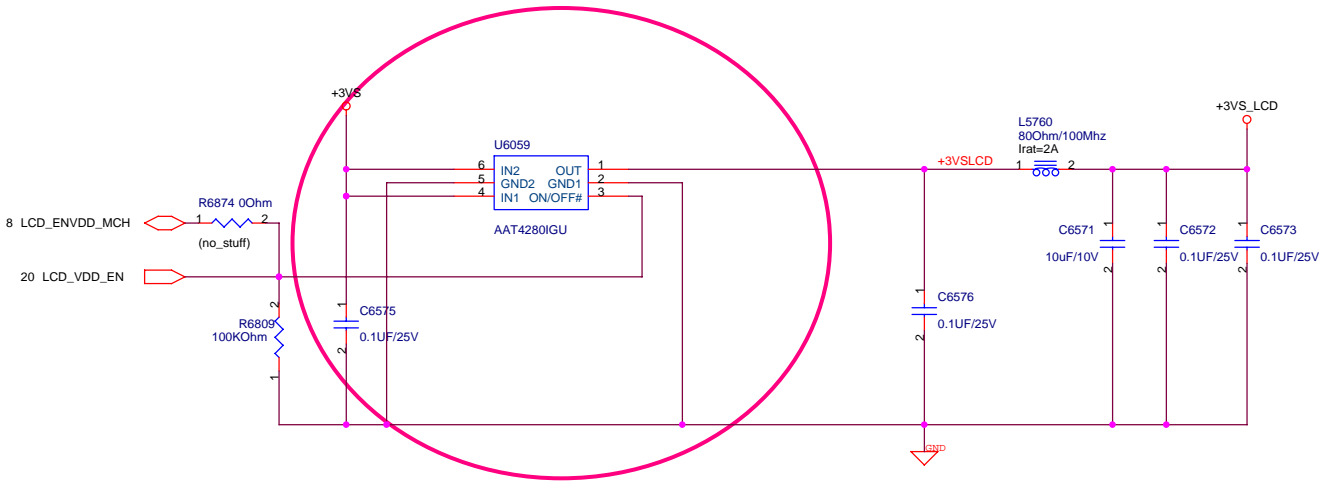 +3VS
+3VS_LCD
L5760
80Ohm/100Mhz
Irat=2A
U6059
+3VSLCD
1 2
6 IN2 OUT 1
5 GND2 GND1 2
4 IN1 ON/OFF# 3
R6874 0Ohm
8 LCD_ENVDD_MCH
1 2
(no_stuff)
AAT4280IGU
1 C6571
10uF/10V
2
1 C6572
0.1UF/25V
2
1 C6573
0.1UF/25V
2
20 LCD_VDD_EN
2
R6809
100KOhm
1
1 C6575
0.1UF/25V
2
1 C6576
0.1UF/25V
2
GND